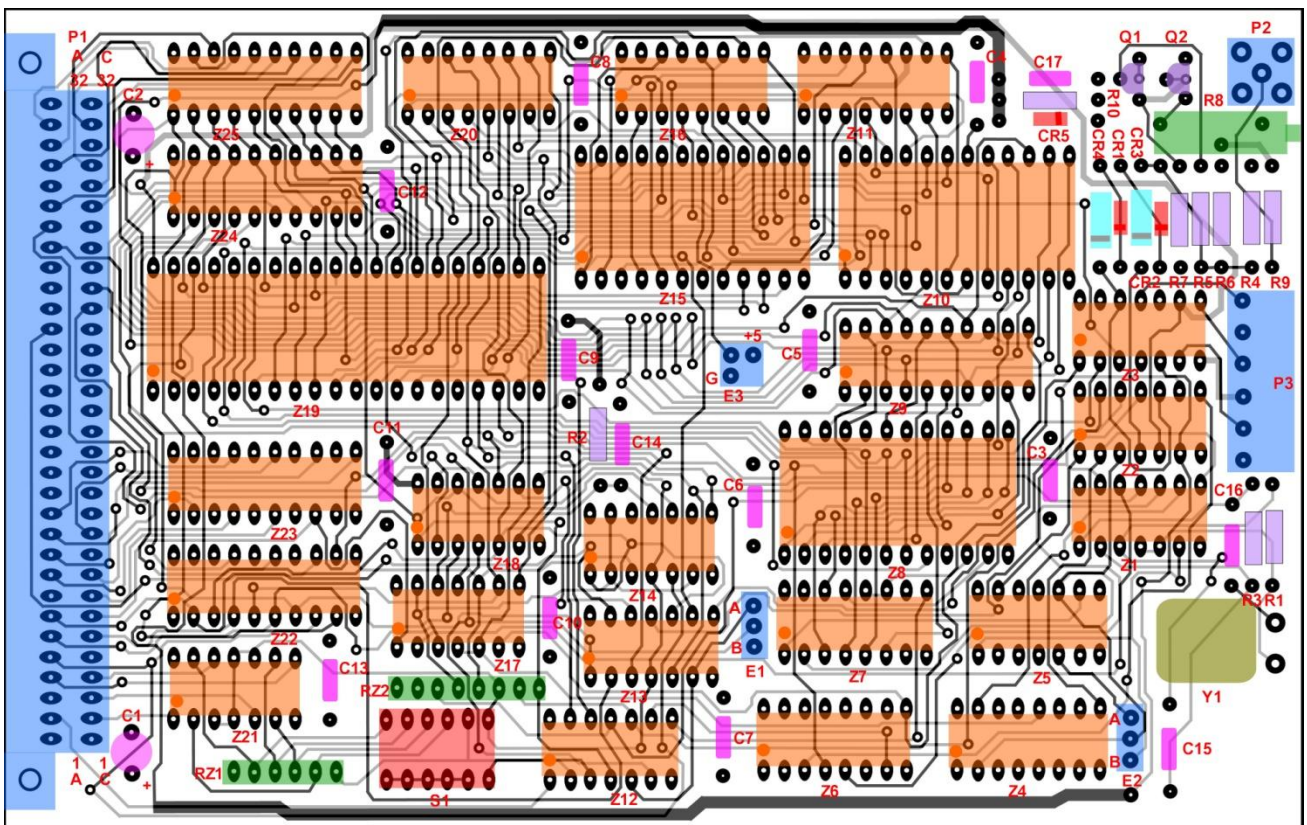 P1
Q1 Q2 P2
A C
C8
C4
C17
32 32
C2
R10
R8
Z25
Z20
Z16
Z11
CR5
CR4
CR1
CR3
+
C12
Z24
Z15
Z10
CR2 R7 R5 R6 R4 R9
+5
C9
C5
G
E3
Z3
P3
Z19
Z9
C11
R2
C14
C3
Z2
C6
C16
Z23
Z18
Z8
Z1
Z14
R3 R1
A
C10
Z22
B
C13
Z17
E1
Z7
Z5
RZ2
Z13
Y1
C1
A
Z21
C7
C15
B
1 1
RZ1
A C
+
S1
Z12
Z6
Z4
E2